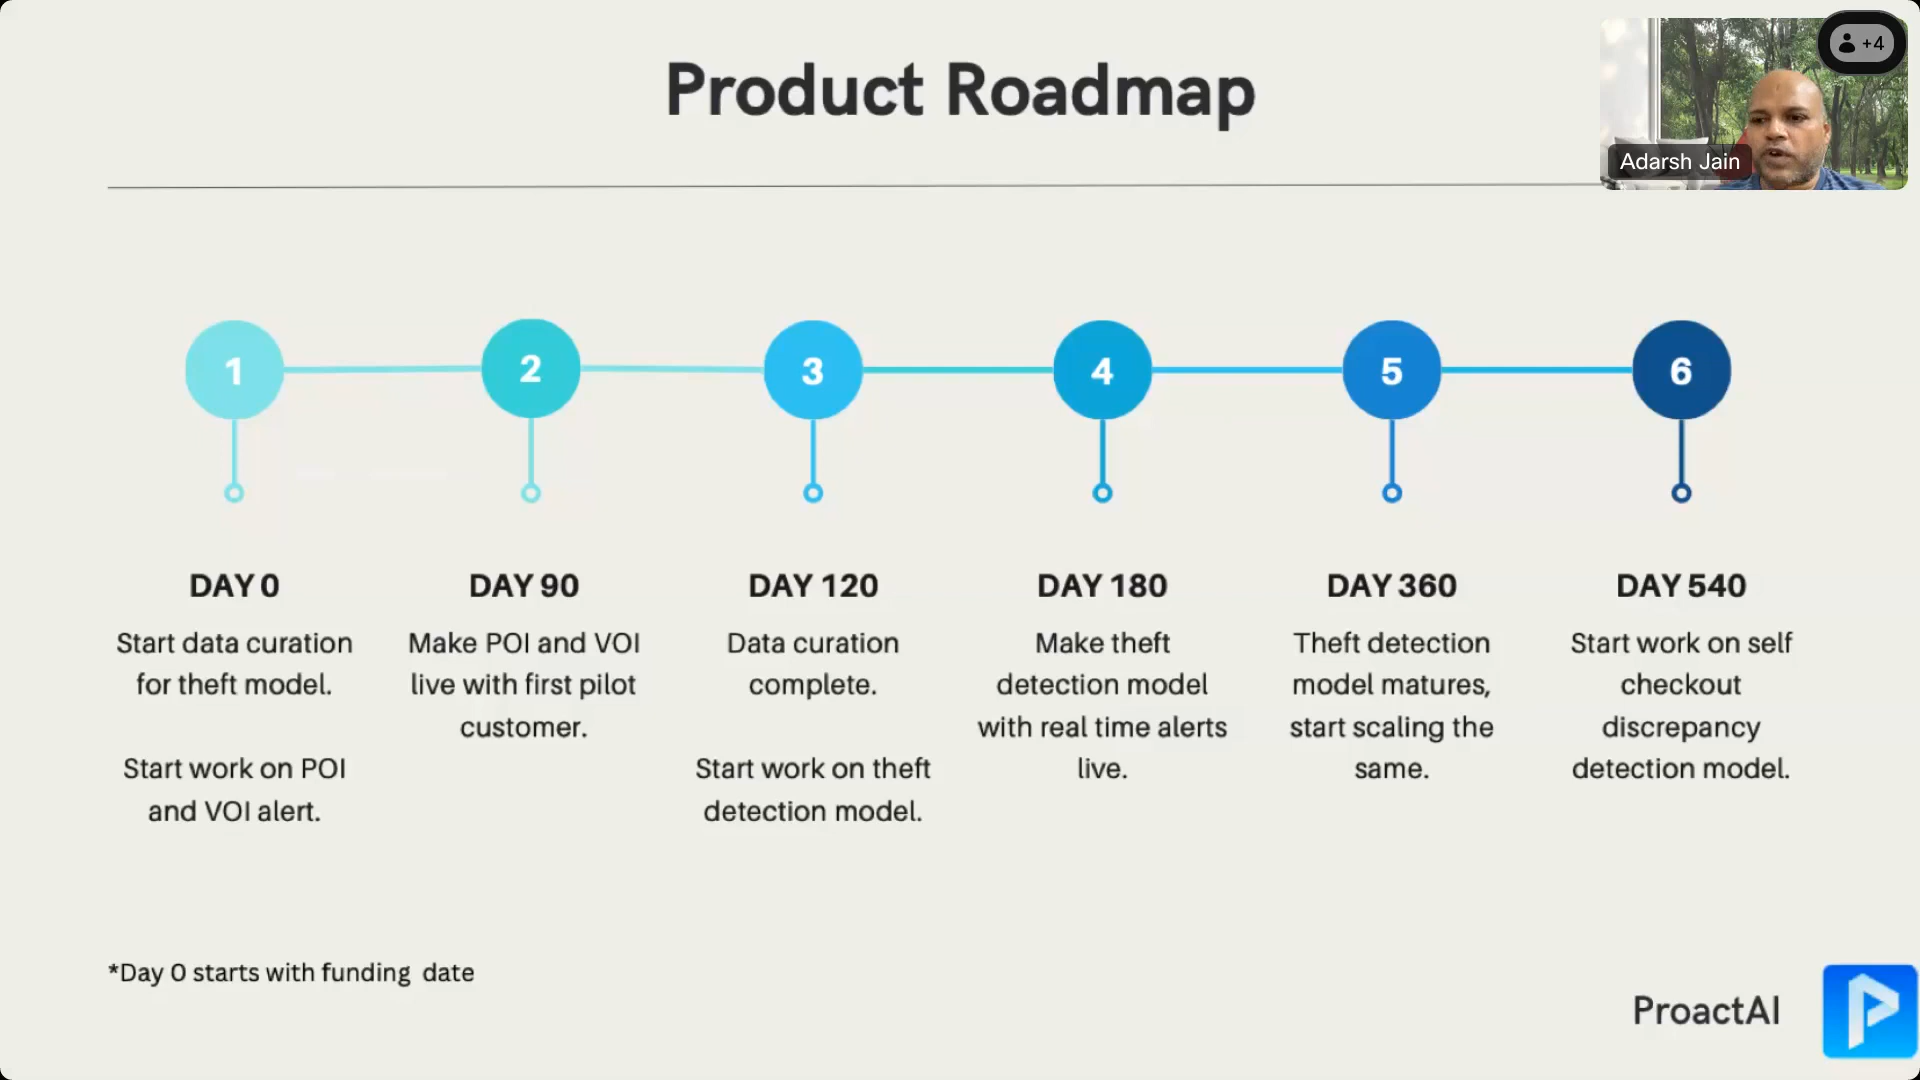 Product Roadmap
+4
Adarsh Jain
1
2
3
4
5
6
DAY 0
Start data curation
for theft model.
Start work on POI
and VOI alert.
DAY 90
Make POI and VOI
live with first pilot
customer.
DAY 120
Data curation
complete.
Start work on theft
detection model.
DAY 180
Make theft
detection model
with real time alerts
live.
DAY 360
Theft detection
model matures,
start scaling the
same.
DAY 540
Start work on self
checkout
discrepancy
detection model.
*Day 0 starts with funding date
ProactAI